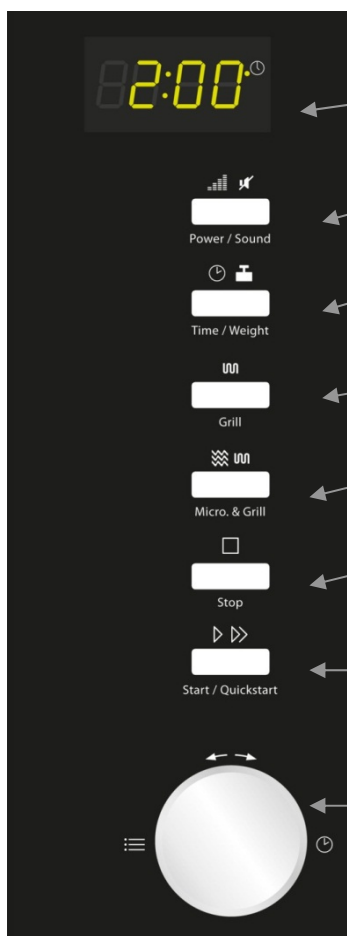 2:00
Power / Sound
Time / Weight
Grill
Micro. & Grill
Stop
Start / Quickstart